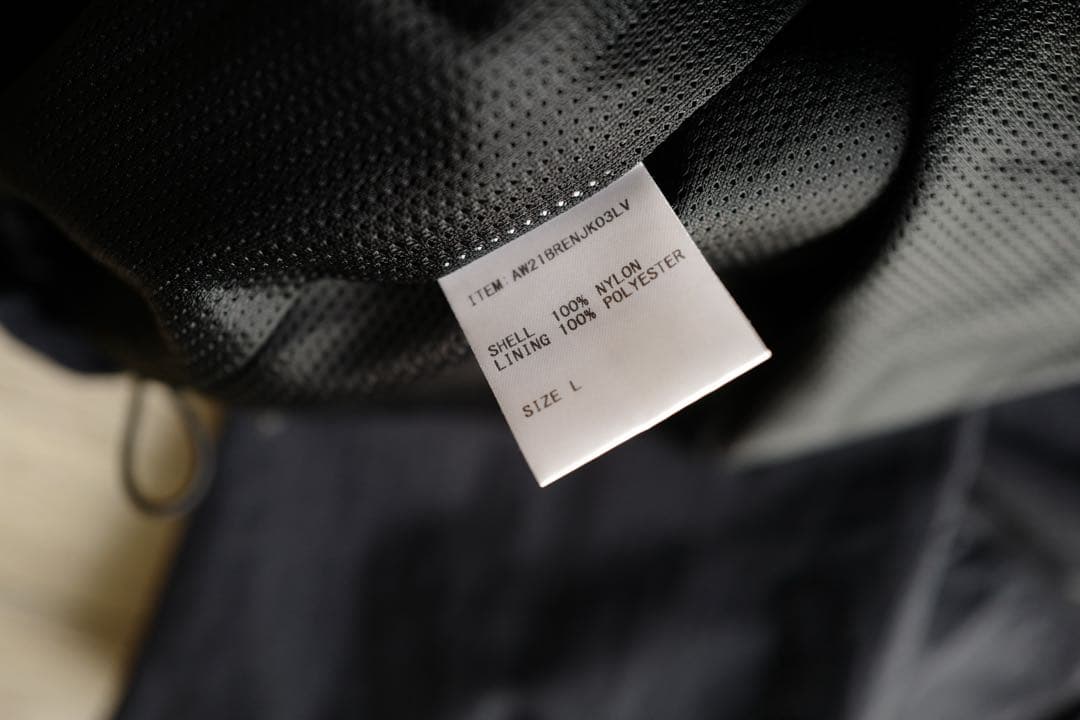 ITEM: AW21BRENJK03LV
SHELL 100% NYLON
LINING 100% POLYESTER
SIZE L